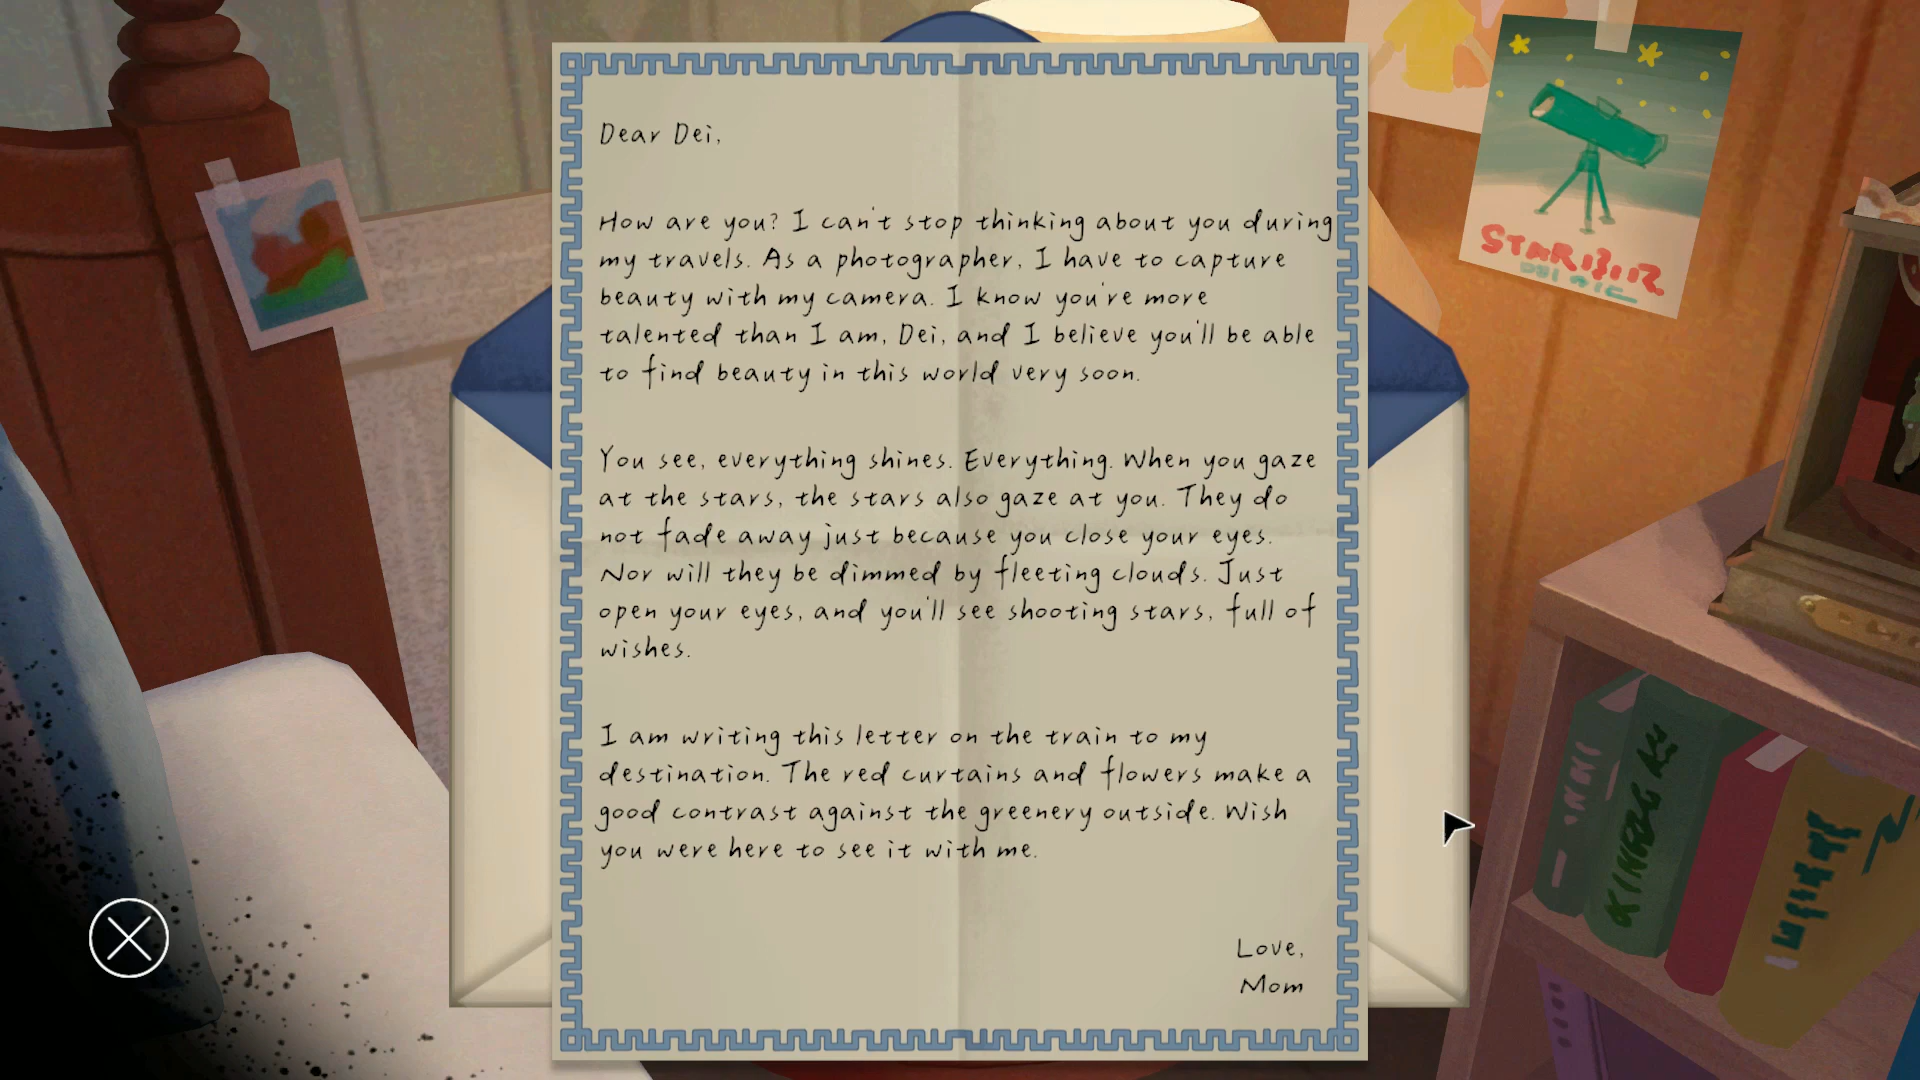 Dear Dei,
How are you? I can't stop thinking about you during
my travels. As a photographer, I have to capture
beauty with my camera. I know you're more
talented than I am, Dei, and I believe you'll be able
to find beauty in this world very soon.
You see, everything shines. Everything. When you gaze
at the stars, the stars also gaze at you. They do
not fade away just because you close your eyes.
Nor will they be dimmed by fleeting clouds. Just
open your eyes, and you'll see shooting stars, full of
wishes.
I am writing this letter on the train to my
destination. The red curtains and flowers make a
good contrast against the greenery outside. Wish
you were here to see it with me.
Love,
Mom